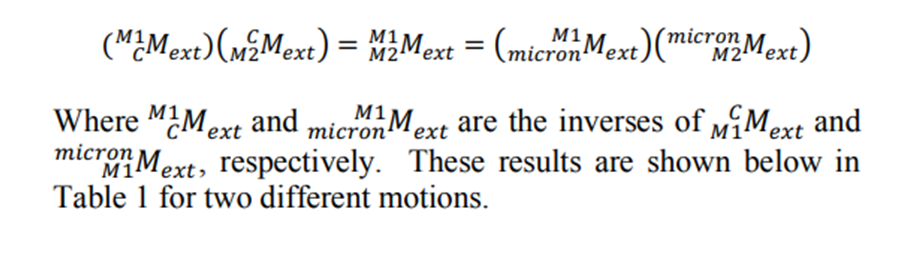 $({}^{M1}_{C}M_{ext})({}^{C}_{M2}M_{ext}) = {}^{M1}_{M2}M_{ext} = ({}^{M1}_{micron}M_{ext})({}^{micron}_{M2}M_{ext})$
Where ${}^{M1}_{C}M_{ext}$ and ${}^{M1}_{micron}M_{ext}$ are the inverses of ${}^{C}_{M1}M_{ext}$ and
${}^{micron}_{M1}M_{ext}$, respectively. These results are shown below in
Table 1 for two different motions.